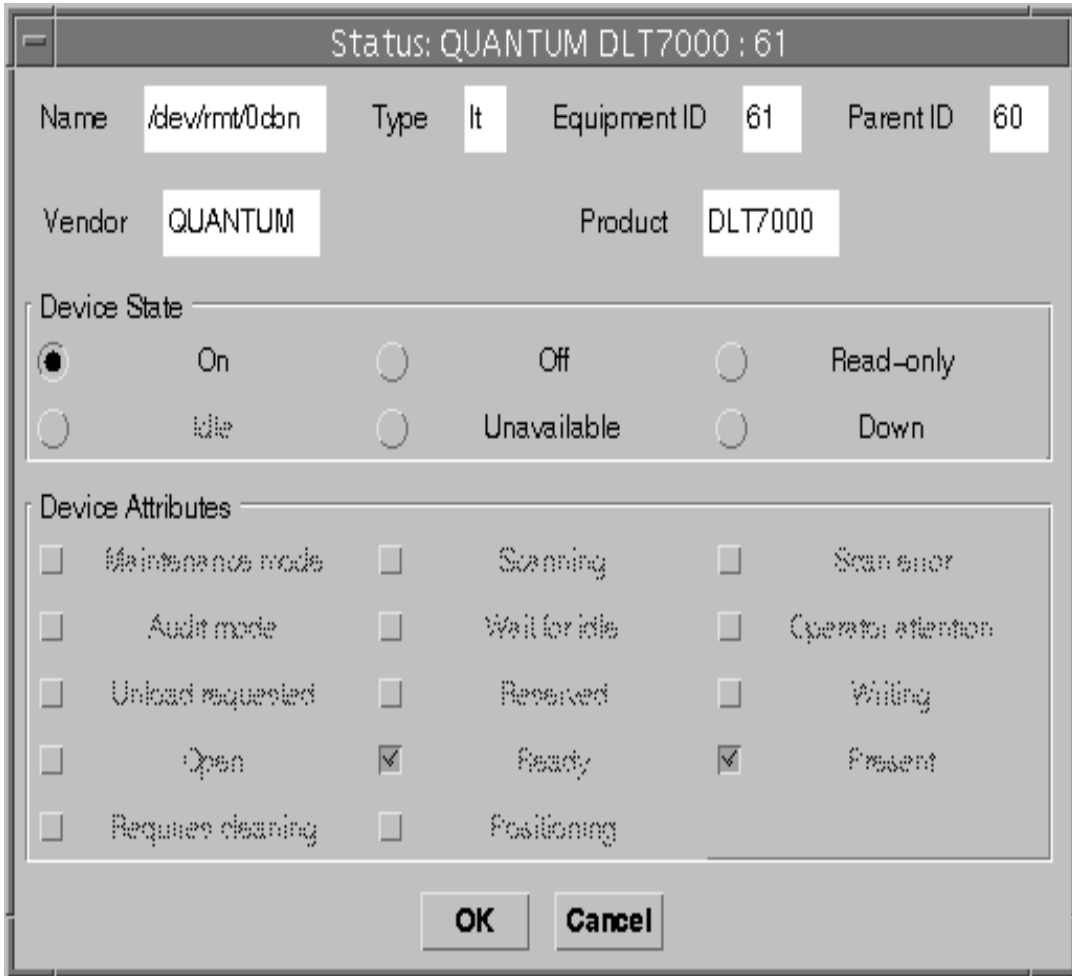 Status: QUANTUM DLT7000 : 61
Name /dev/rmt/0cbn Type lt Equipment ID 61 Parent ID 60
Vendor QUANTUM Product DLT7000
Device State
On Off Read-only
Idle Unavailable Down
Device Attributes
Maintenance mode Scanning Scan error
Audit mode Wait for idle Operator attention
Unload requested Reserved Writing
Open Ready Present
Requires cleaning Positioning
OK Cancel